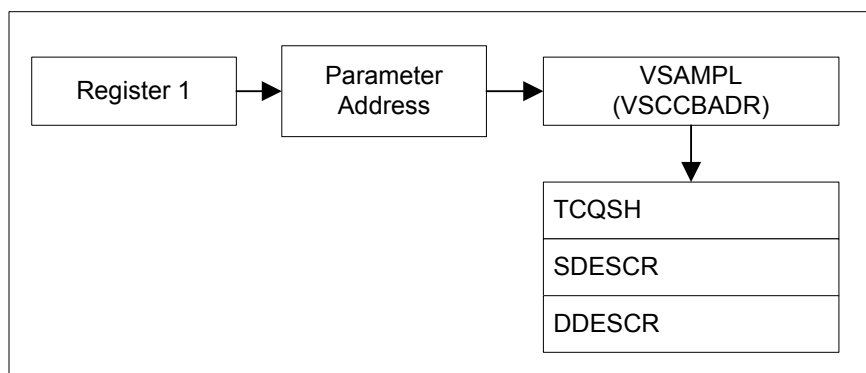 Register 1
Parameter
Address
VSAMPL
(VSCCBADR)
TCQSH
SDESCR
DDESCR